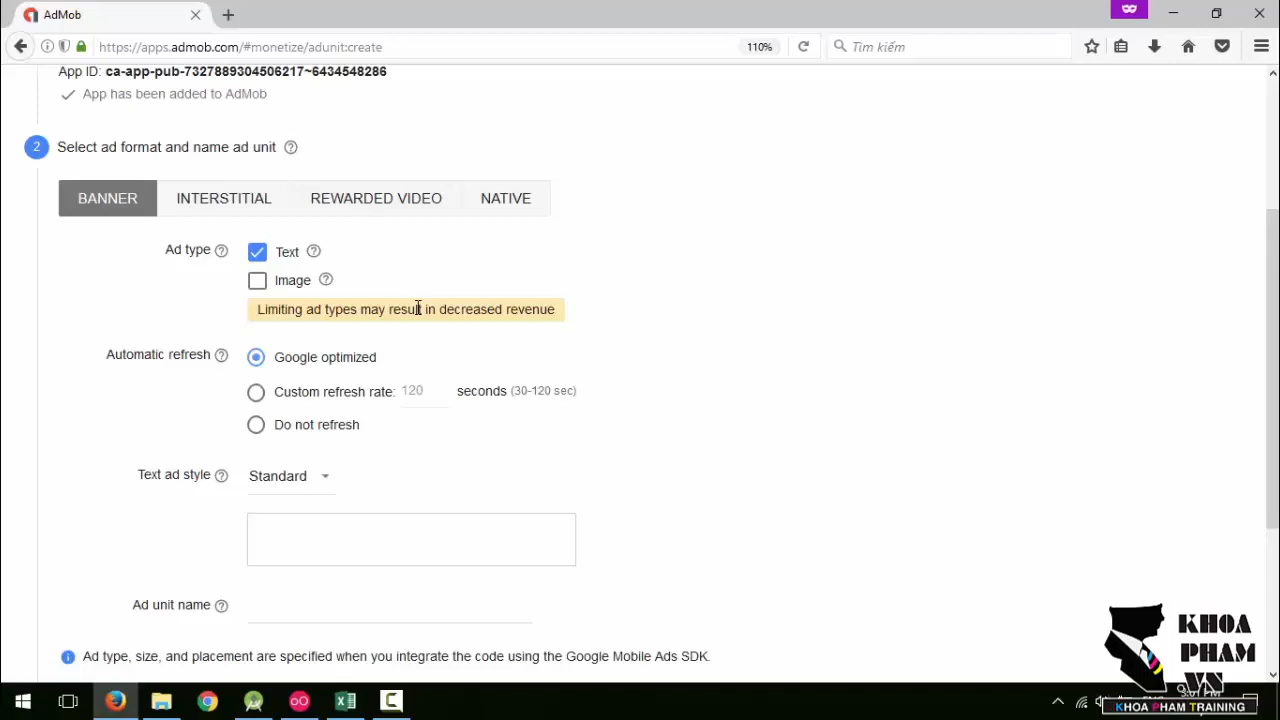 AdMob
https://apps.admob.com/#monetize/adunit:create
110%
Tìm kiếm
App ID: ca-app-pub-7327889304506217~6434548286
App has been added to AdMob
2 Select ad format and name ad unit
BANNER INTERSTITIAL REWARDED VIDEO NATIVE
Ad type
Text
Image
Limiting ad types may result in decreased revenue
Automatic refresh
Google optimized
Custom refresh rate: 120 seconds (30-120 sec)
Do not refresh
Text ad style
Standard
Ad unit name
Ad type, size, and placement are specified when you integrate the code using the Google Mobile Ads SDK.
KHOA
PHAM
.VN
KHOA PHAM TRAINING